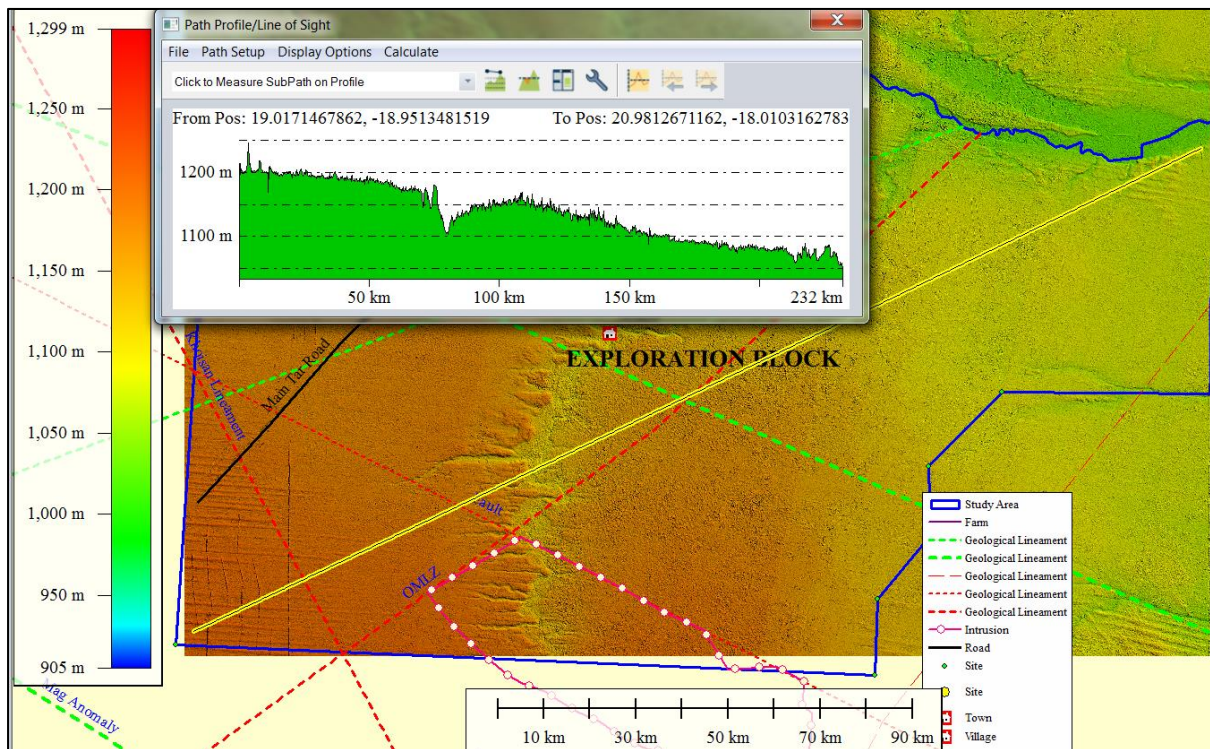 Path Profile/Line of Sight
File Path Setup Display Options Calculate
Click to Measure SubPath on Profile
From Pos: 19.0171467862, -18.9513481519 To Pos: 20.9812671162, -18.0103162783
1200 m
1100 m
50 km 100 km 150 km 232 km
1,299 m
1,250 m
1,200 m
1,150 m
1,100 m
1,050 m
1,000 m
950 m
905 m
Lineament
Road
EXPLORATION BLOCK
OMLZ
Mag Anomaly
Study Area
Farm
Geological Lineament
Geological Lineament
Geological Lineament
Geological Lineament
Geological Lineament
Intrusion
Road
Site
Site
Town
Village
10 km 30 km 50 km 70 km 90 km